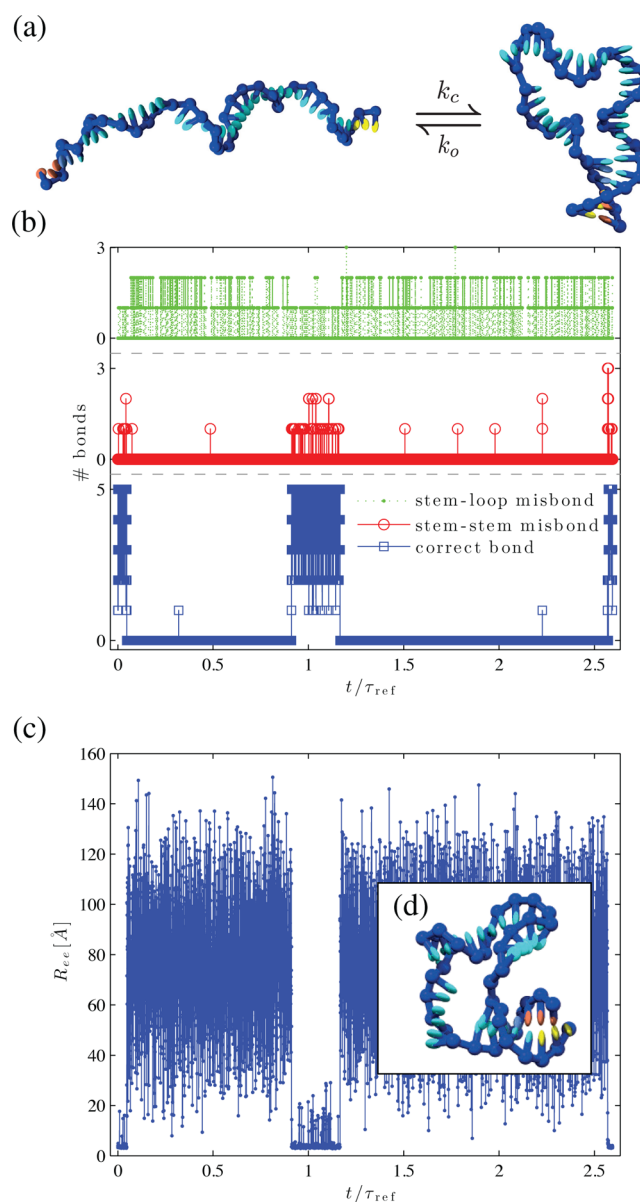 (a)
k_c
k_o
(b)
3
0
3
0
5
0
# bonds
stem-loop misbond
stem-stem misbond
correct bond
0 0.5 1 1.5 2 2.5
t/τ_ref
(c)
160
140
120
100
80
60
40
20
0
R_ee[Å]
(d)
0 0.5 1 1.5 2 2.5
t/τ_ref